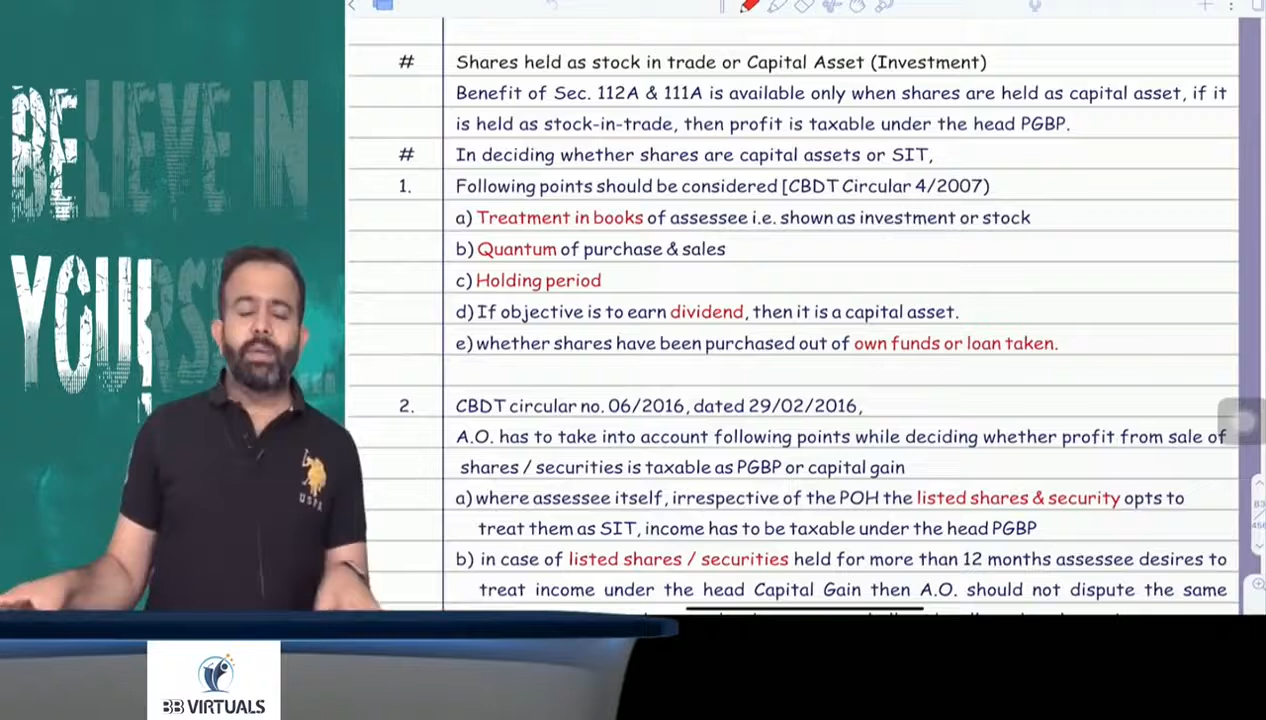 BELIEVE IN
YOURS
#
Shares held as stock in trade or Capital Asset (Investment)
Benefit of Sec. 112A & 111A is available only when shares are held as capital asset, if it
is held as stock-in-trade, then profit is taxable under the head PGBP.
#
In deciding whether shares are capital assets or SIT,
1.
Following points should be considered [CBDT Circular 4/2007)
a) Treatment in books of assessee i.e. shown as investment or stock
b) Quantum of purchase & sales
c) Holding period
d) If objective is to earn dividend, then it is a capital asset.
e) whether shares have been purchased out of own funds or loan taken.
2.
CBDT circular no. 06/2016, dated 29/02/2016,
A.O. has to take into account following points while deciding whether profit from sale of
shares / securities is taxable as PGBP or capital gain
a) where assessee itself, irrespective of the POH the listed shares & security opts to
treat them as SIT, income has to be taxable under the head PGBP
b) in case of listed shares / securities held for more than 12 months assessee desires to
treat income under the head Capital Gain then A.O. should not dispute the same
USPA
BB VIRTUALS